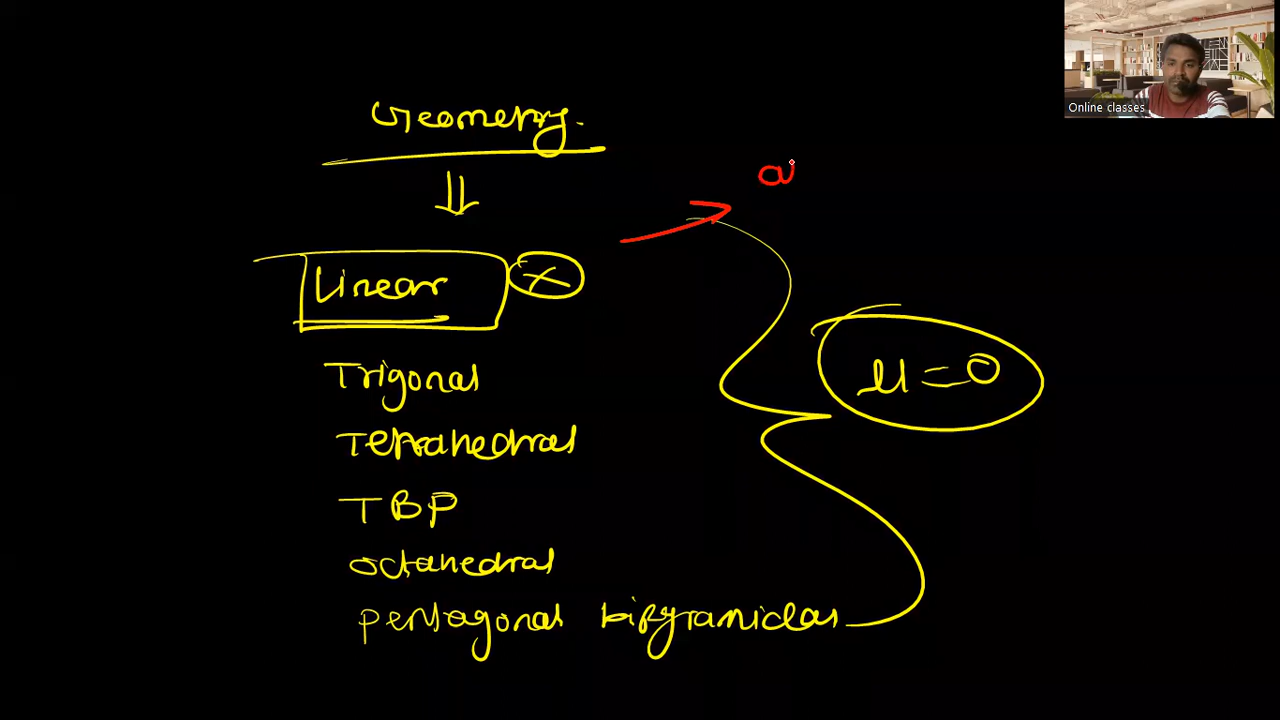 Geometry.
Linear X
Trigonal
Tetrahedral
TBP
octahedral
pentagonal bipyramidal
μ=0
Online classes